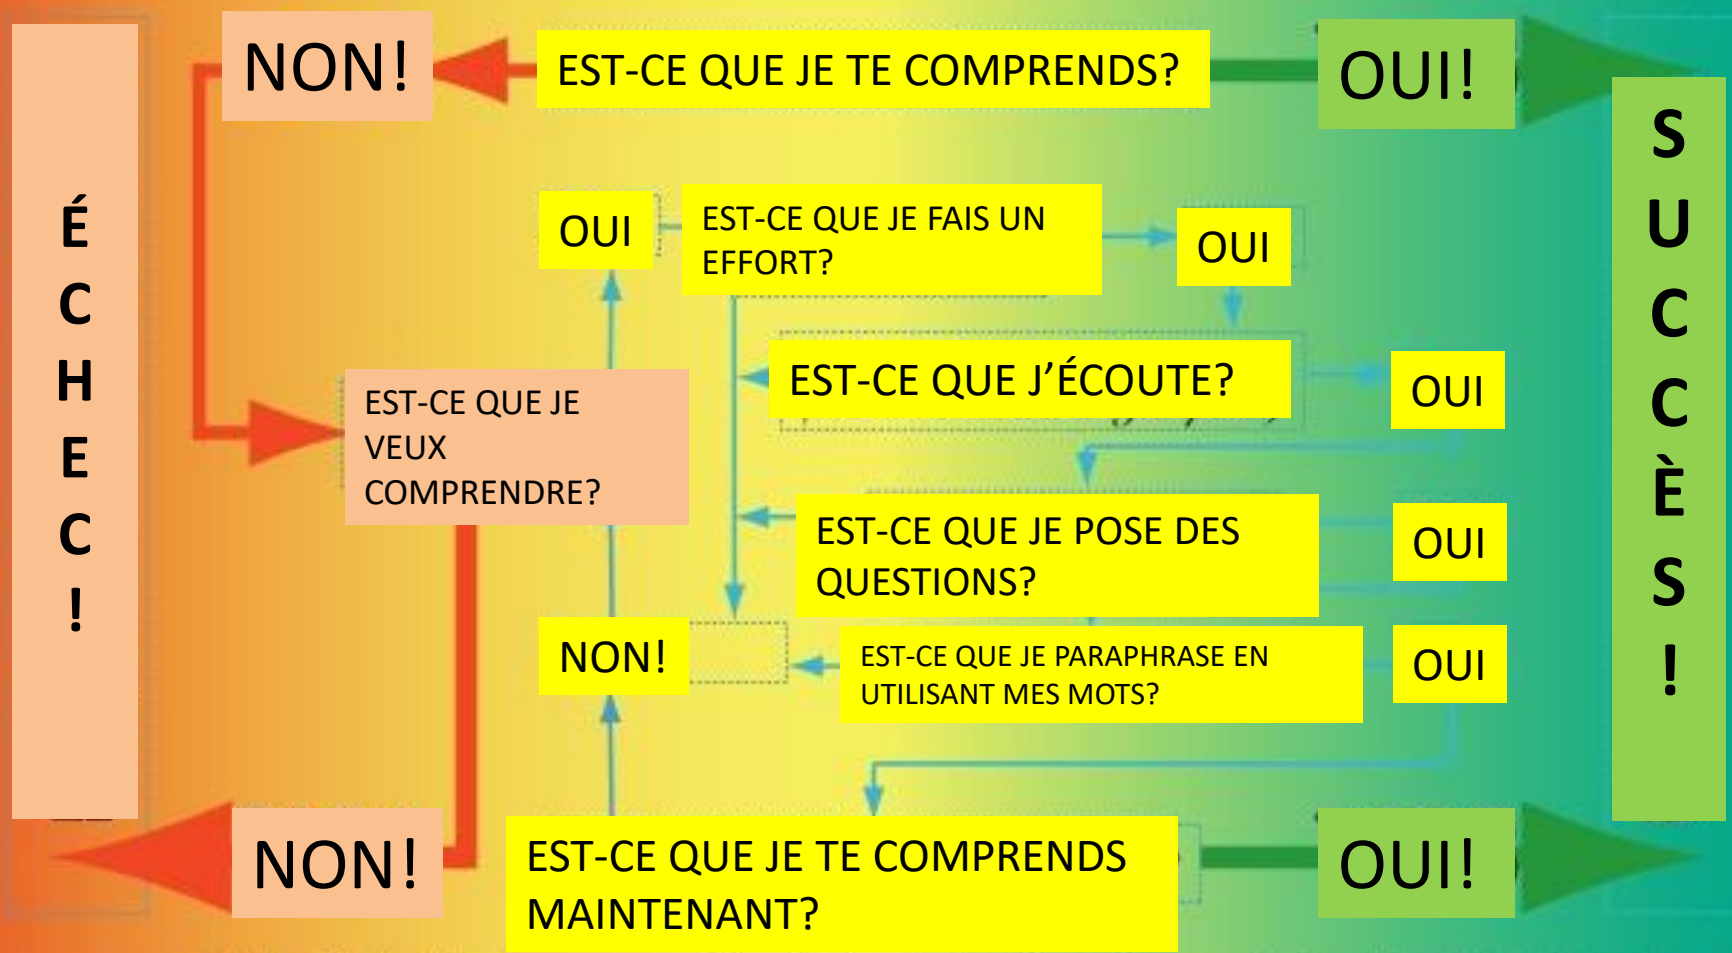 NON!
EST-CE QUE JE TE COMPRENDS?
OUI!
ÉCHEC!
SUCCÈS!
OUI
EST-CE QUE JE FAIS UN
EFFORT?
OUI
EST-CE QUE J’ÉCOUTE?
OUI
EST-CE QUE JE
VEUX
COMPRENDRE?
EST-CE QUE JE POSE DES
QUESTIONS?
OUI
NON!
EST-CE QUE JE PARAPHRASE EN
UTILISANT MES MOTS?
OUI
NON!
EST-CE QUE JE TE COMPRENDS
MAINTENANT?
OUI!